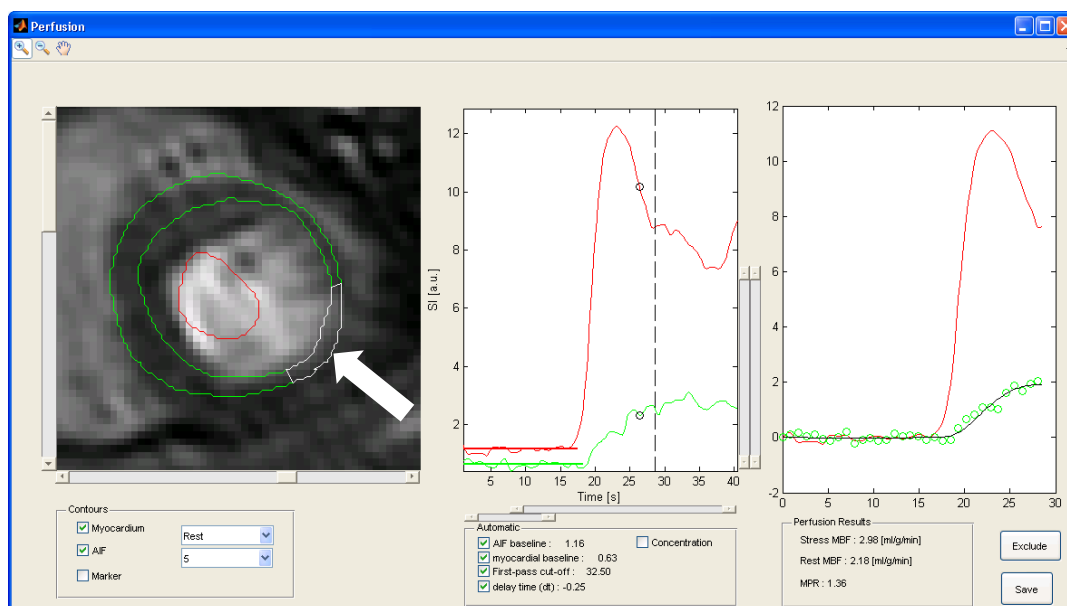 Perfusion
12
10
8
6
4
2
SI [a.u.]
5 10 15 20 25 30 35 40
Time [s]
12
10
8
6
4
2
0
-2
0 5 10 15 20 25 30
Contours
Myocardium
Rest
AIF
5
Marker
Automatic
AIF baseline : 1.16
Concentration
myocardial baseline : 0.63
First-pass cut-off : 32.50
delay time (dt) : -0.25
Perfusion Results
Stress MBF : 2.98 [ml/g/min]
Rest MBF : 2.18 [ml/g/min]
MPR : 1.36
Exclude
Save